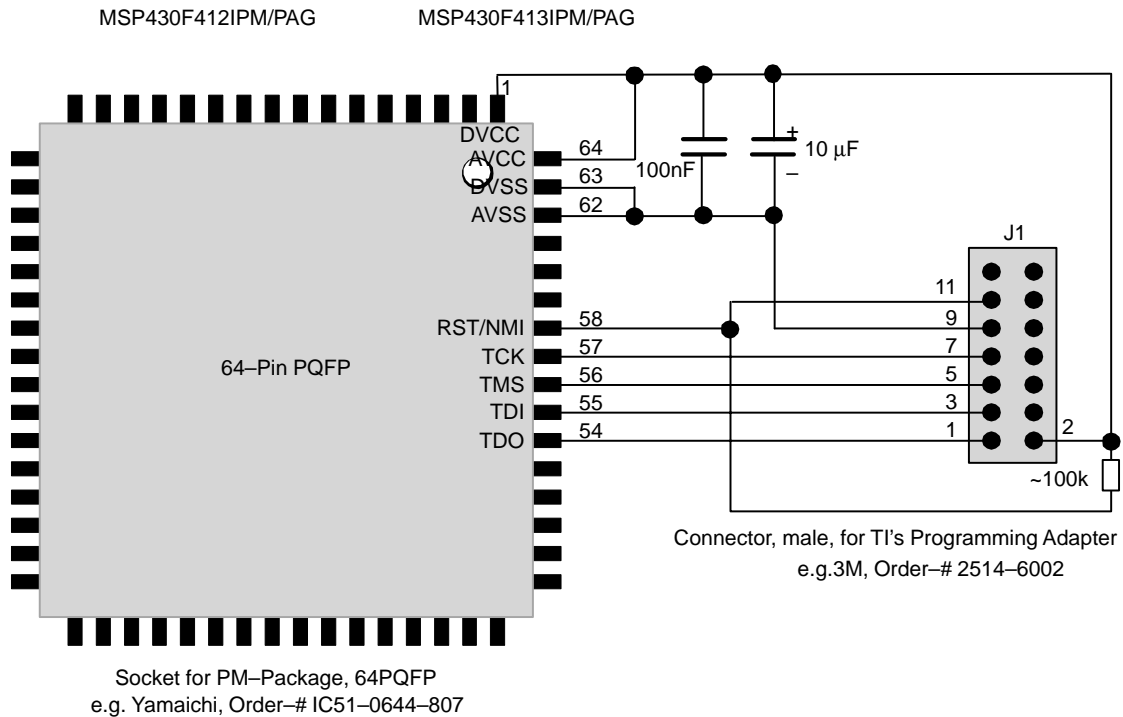 MSP430F412IPM/PAG MSP430F413IPM/PAG
1
DVCC
AVCC 64
DVSS 63
AVSS 62
100nF
+
10 μF
–
J1
11
RST/NMI 58 9
TCK 57 7
64–Pin PQFP
TMS 56 5
TDI 55 3
TDO 54 1 2
~100k
Connector, male, for TI's Programming Adapter
e.g.3M, Order–# 2514–6002
Socket for PM–Package, 64PQFP
e.g. Yamaichi, Order–# IC51–0644–807